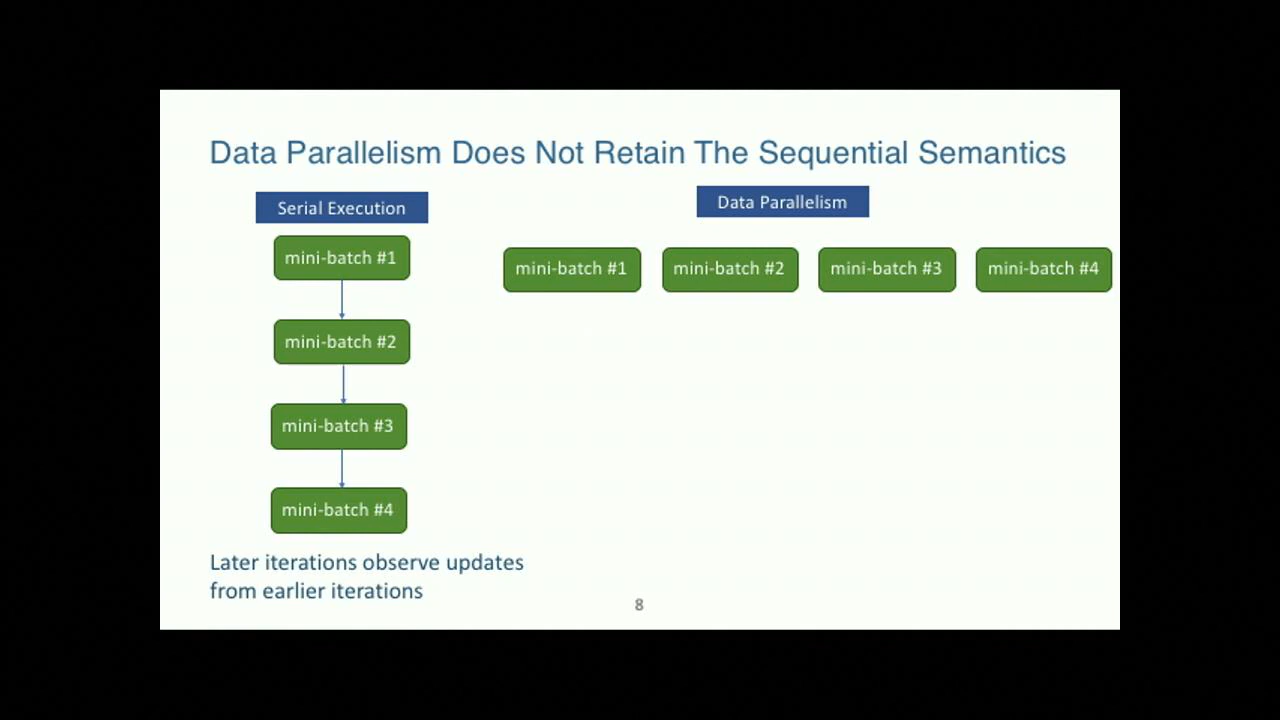 Data Parallelism Does Not Retain The Sequential Semantics
Serial Execution
mini-batch #1
mini-batch #2
mini-batch #3
mini-batch #4
Later iterations observe updates
from earlier iterations
Data Parallelism
mini-batch #1 mini-batch #2 mini-batch #3 mini-batch #4
8